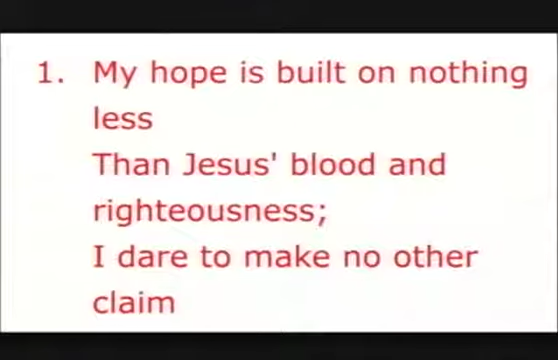 1. My hope is built on nothing
less
Than Jesus' blood and
righteousness;
I dare to make no other
claim